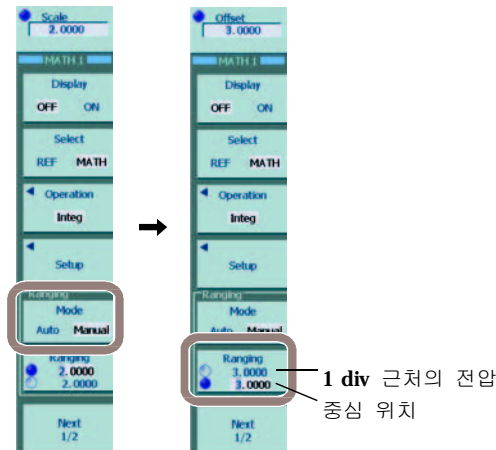 Scale
2.0000
MATH 1
Display
OFF ON
Select
REF MATH
Operation
Integ
Setup
Ranging
Mode
Auto Manual
Ranging
2.0000
2.0000
Next
1/2
Offset
3.0000
MATH 1
Display
OFF ON
Select
REF MATH
Operation
Integ
Setup
Ranging
Mode
Auto Manual
Ranging
3.0000
3.0000
Next
1/2
1 div 근처의 전압
중심 위치